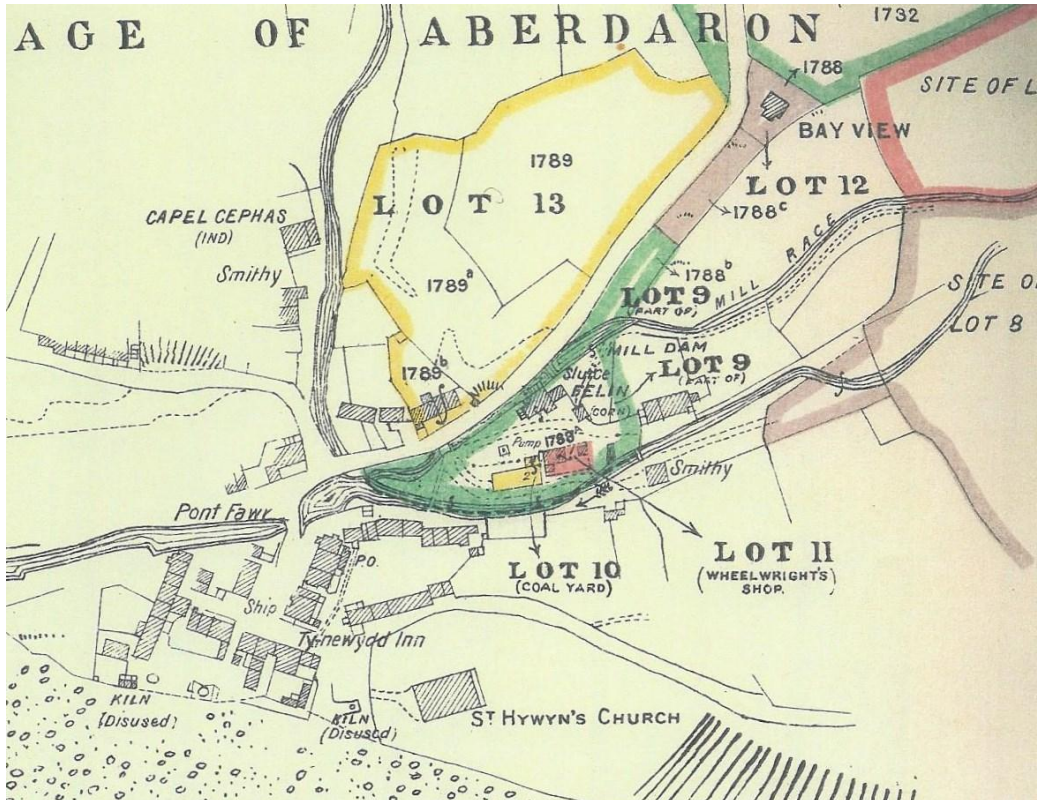 AGE OF ABERDARON
1732
1788
SITE OF L
BAY VIEW
1789
LOT 12
LOT 13
1788c
CAPEL CEPHAS
(IND)
RACE
Smithy
1789a
1788b
SITE O
LOT 9
(PART OF)
MILL
LOT 8
MILL DAM
LOT 9
(PART OF)
1789b
Sluice
FELIN
(CORN)
Pump
1788A
Smithy
Pont Fawr
LOT 11
(WHEELWRIGHT'S
SHOP.
)
P.O.
LOT 10
(COAL YARD)
Ship
Ty-newydd Inn
KILN
(Disused)
KILN
(Disused)
ST HYWYN'S CHURCH